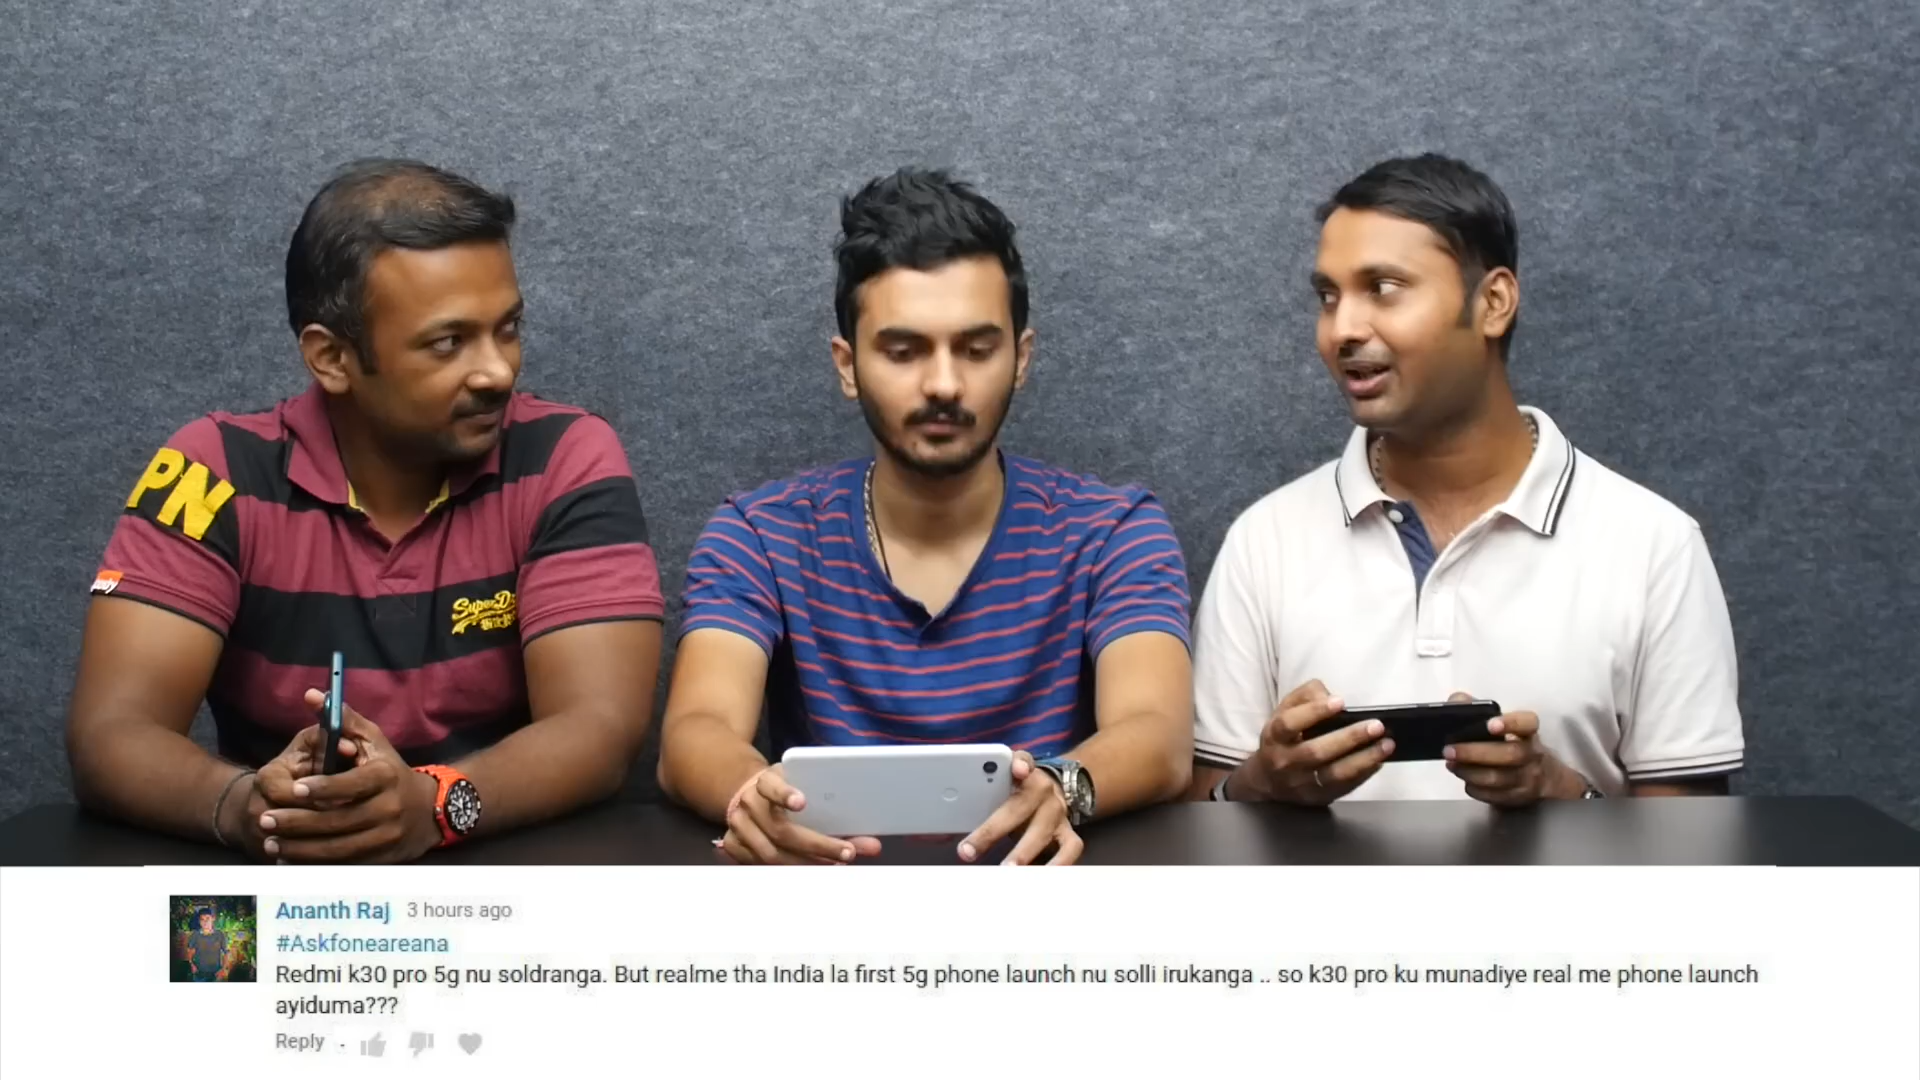 PN
Ananth Raj 3 hours ago
#Askfoneareana
Redmi k30 pro 5g nu soldranga. But realme tha India la first 5g phone launch nu solli irukanga .. so k30 pro ku munadiye real me phone launch
ayiduma???
Reply